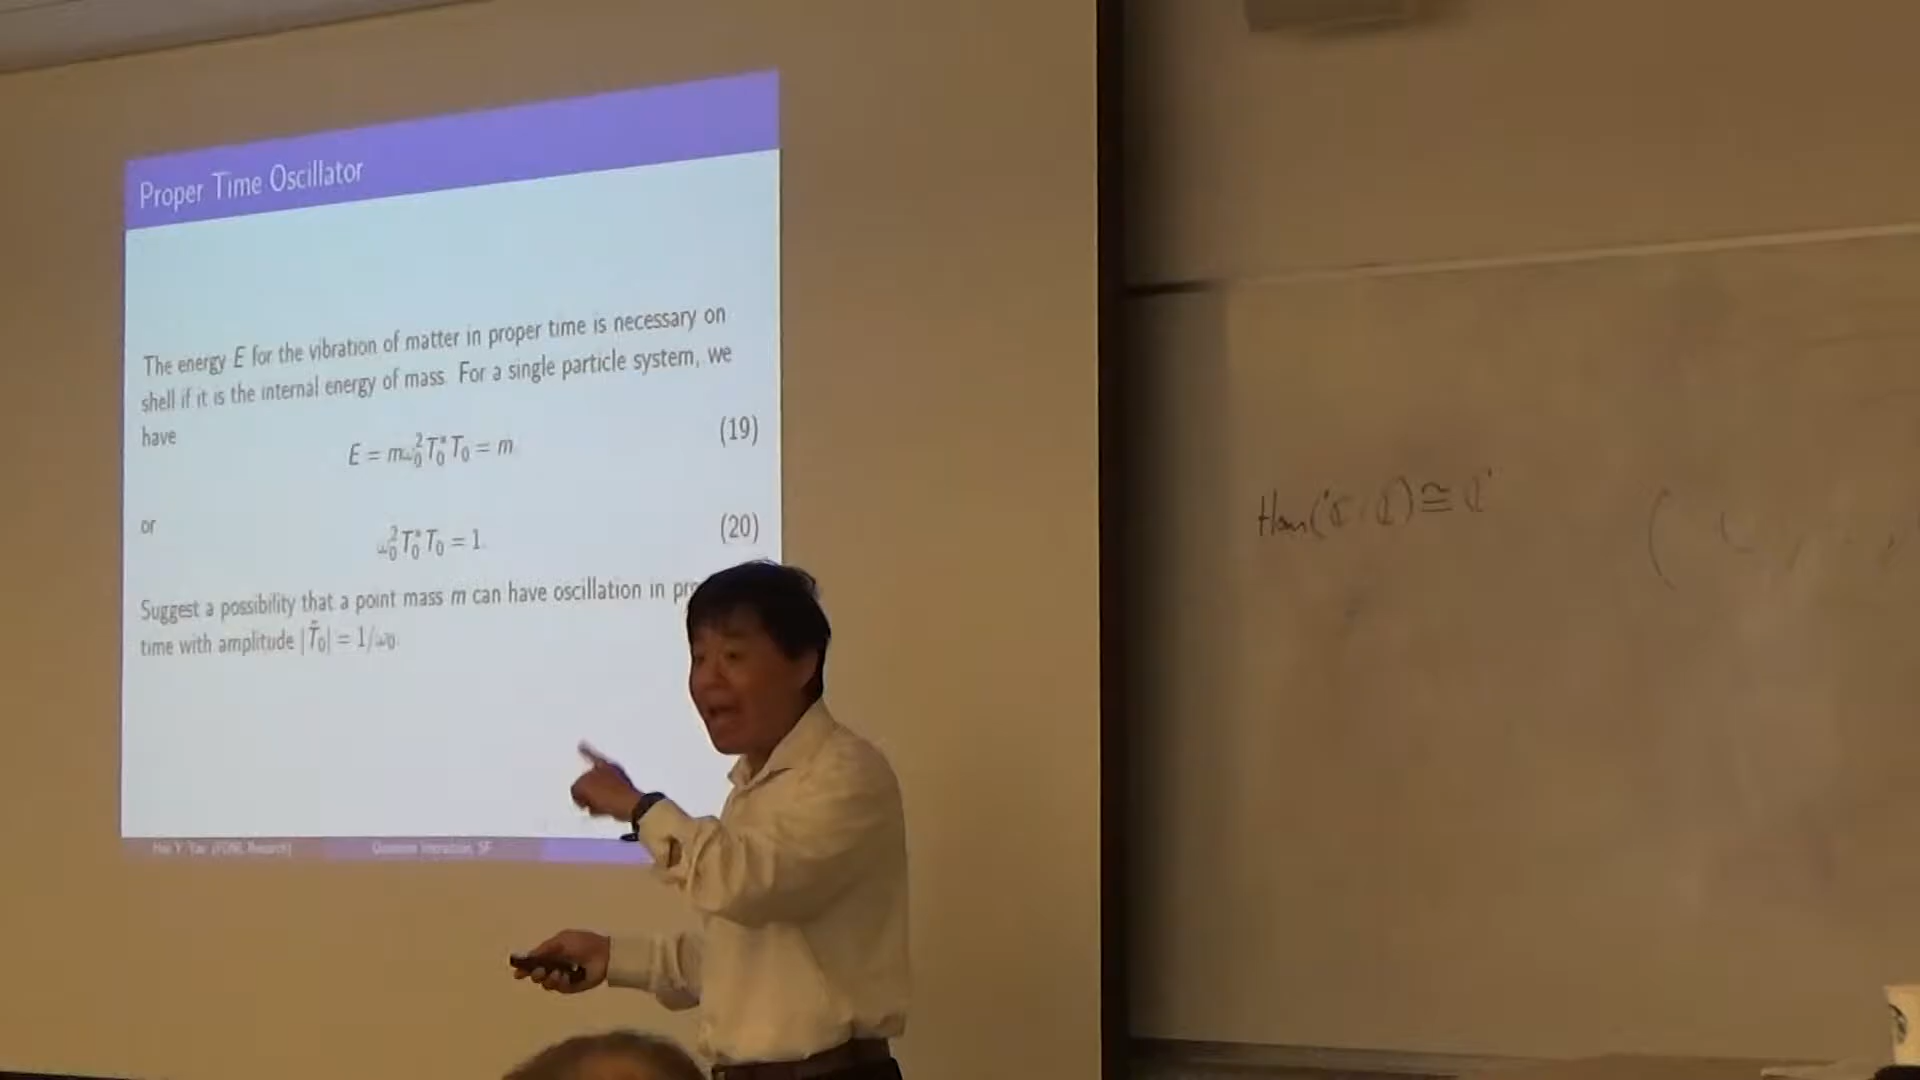 Proper Time Oscillator
The energy E for the vibration of matter in proper time is necessary on
shell if it is the internal energy of mass. For a single particle system, we
have
E = mω₀²T₀*T₀ = m (19)
or
ω₀²T₀*T₀ = 1. (20)
Suggest a possibility that a point mass m can have oscillation in
time with amplitude |T̃₀| = 1/ω₀.
Hom(ℂ, ℂ) ≅ ℂ